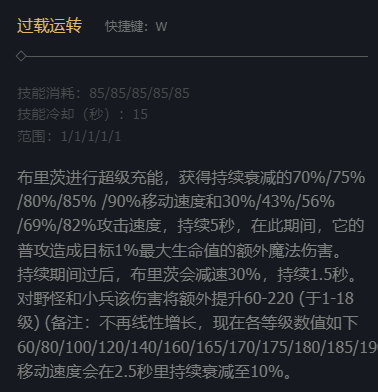 过载运转 快捷键：W
技能消耗：85/85/85/85/85
技能冷却（秒）：15
范围：1/1/1/1/1
布里茨进行超级充能，获得持续衰减的70%/75%
/80%/85% /90%移动速度和30%/43%/56%
/69%/82%攻击速度，持续5秒，在此期间，它的
普攻造成目标1%最大生命值的额外魔法伤害。
持续期间过后，布里茨会减速30%，持续1.5秒。
对野怪和小兵该伤害将额外提升60-220 (于1-18
级) (备注：不再线性增长，现在各等级数值如下
60/80/100/120/140/160/165/170/175/180/185/19
移动速度会在2.5秒里持续衰减至10%。